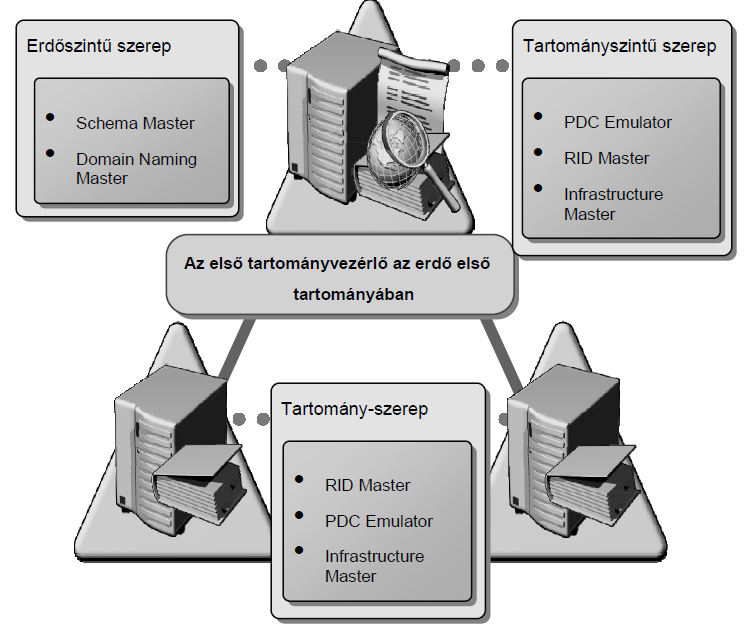 Erdőszintű szerep
• Schema Master
• Domain Naming
Master
Tartományszintű szerep
• PDC Emulator
• RID Master
• Infrastructure
Master
Az első tartományvezérlő az erdő első
tartományában
Tartomány-szerep
• RID Master
• PDC Emulator
• Infrastructure
Master